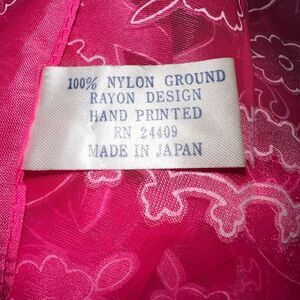 100% NYLON GROUND
RAYON DESIGN
HAND PRINTED
RN 24409
MADE IN JAPAN